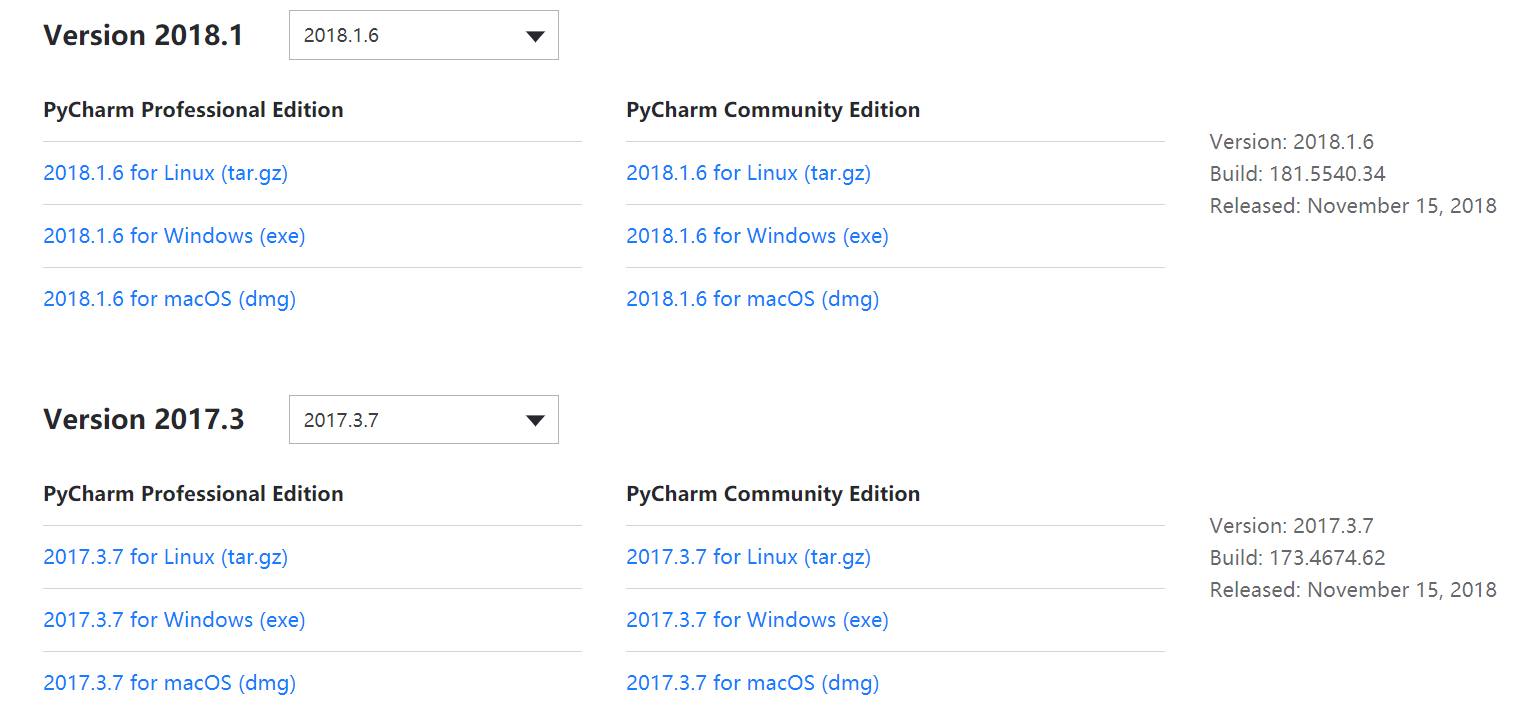 Version 2018.1
2018.1.6
PyCharm Professional Edition
2018.1.6 for Linux (tar.gz)
2018.1.6 for Windows (exe)
2018.1.6 for macOS (dmg)
PyCharm Community Edition
2018.1.6 for Linux (tar.gz)
2018.1.6 for Windows (exe)
2018.1.6 for macOS (dmg)
Version: 2018.1.6
Build: 181.5540.34
Released: November 15, 2018
Version 2017.3
2017.3.7
PyCharm Professional Edition
2017.3.7 for Linux (tar.gz)
2017.3.7 for Windows (exe)
2017.3.7 for macOS (dmg)
PyCharm Community Edition
2017.3.7 for Linux (tar.gz)
2017.3.7 for Windows (exe)
2017.3.7 for macOS (dmg)
Version: 2017.3.7
Build: 173.4674.62
Released: November 15, 2018